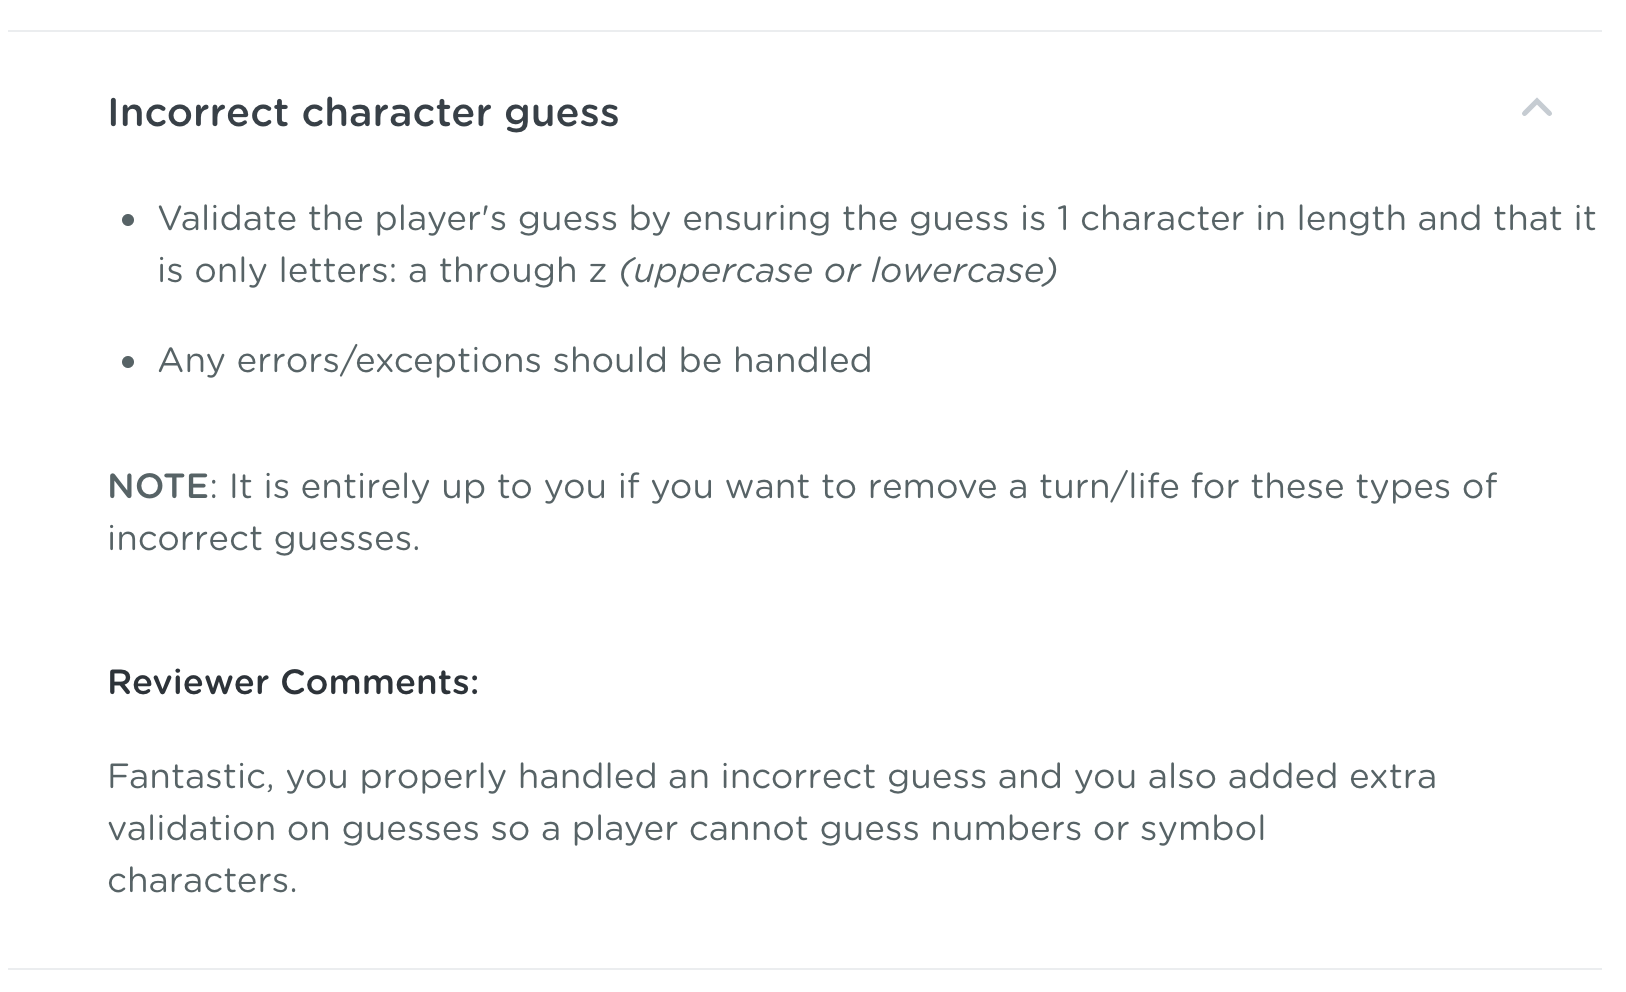 Incorrect character guess
• Validate the player's guess by ensuring the guess is 1 character in length and that it
is only letters: a through z (uppercase or lowercase)
• Any errors/exceptions should be handled
NOTE: It is entirely up to you if you want to remove a turn/life for these types of
incorrect guesses.
Reviewer Comments:
Fantastic, you properly handled an incorrect guess and you also added extra
validation on guesses so a player cannot guess numbers or symbol
characters.